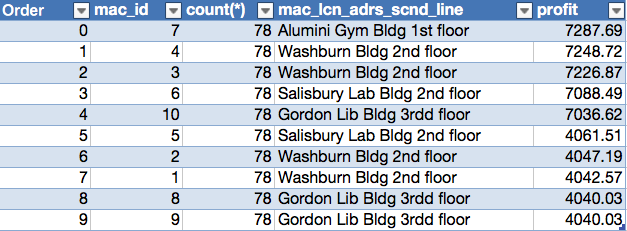 Order mac_id count(*) mac_lcn_adrs_scnd_line profit
0 7 78 Alumini Gym Bldg 1st floor 7287.69
1 4 78 Washburn Bldg 2nd floor 7248.72
2 3 78 Washburn Bldg 2nd floor 7226.87
3 6 78 Salisbury Lab Bldg 2nd floor 7088.49
4 10 78 Gordon Lib Bldg 3rdd floor 7036.62
5 5 78 Salisbury Lab Bldg 2nd floor 4061.51
6 2 78 Washburn Bldg 2nd floor 4047.19
7 1 78 Washburn Bldg 2nd floor 4042.57
8 8 78 Gordon Lib Bldg 3rdd floor 4040.03
9 9 78 Gordon Lib Bldg 3rdd floor 4040.03